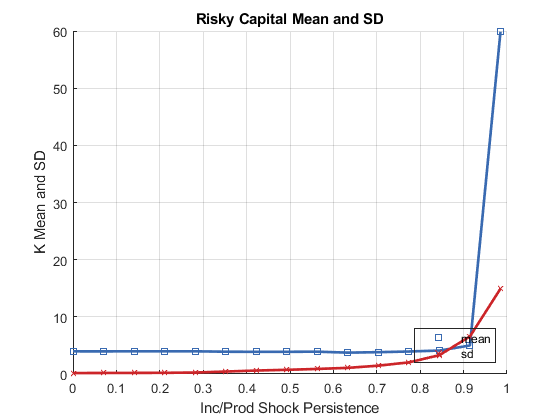 Risky Capital Mean and SD
60
50
40
30
20
10
0
K Mean and SD
mean
sd
0 0.1 0.2 0.3 0.4 0.5 0.6 0.7 0.8 0.9 1
Inc/Prod Shock Persistence